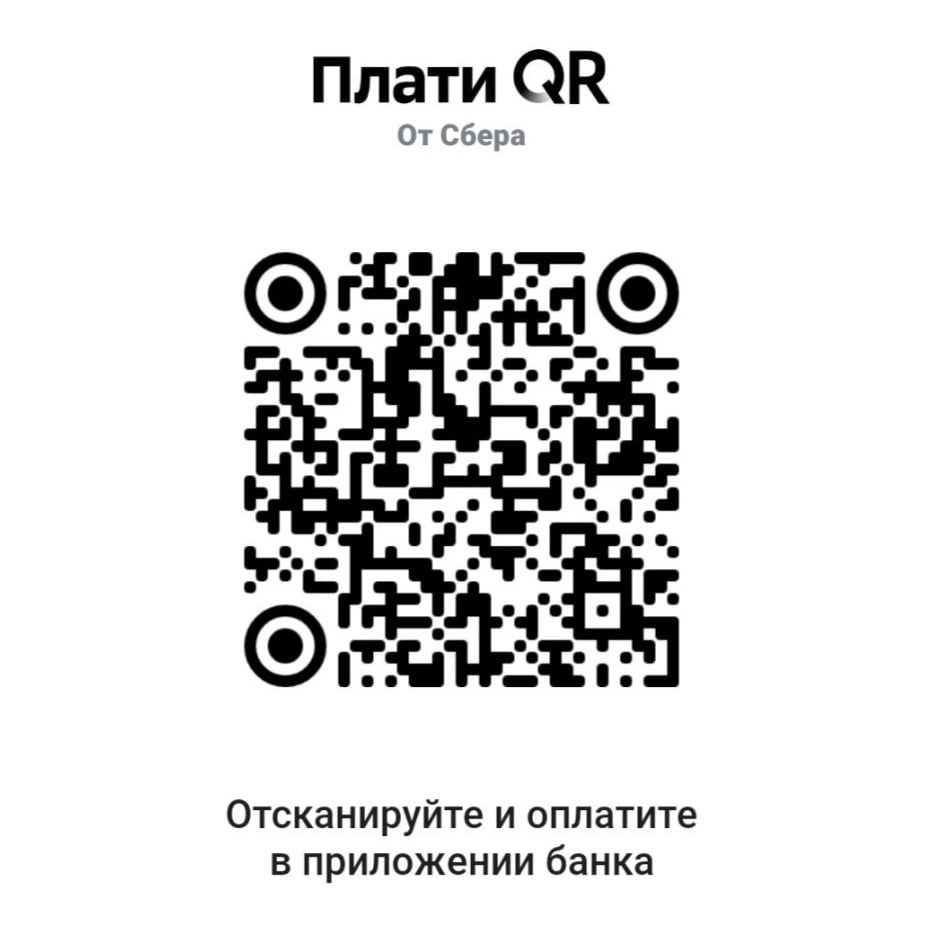 Плати QR
От Сбера
Отсканируйте и оплатите
в приложении банка